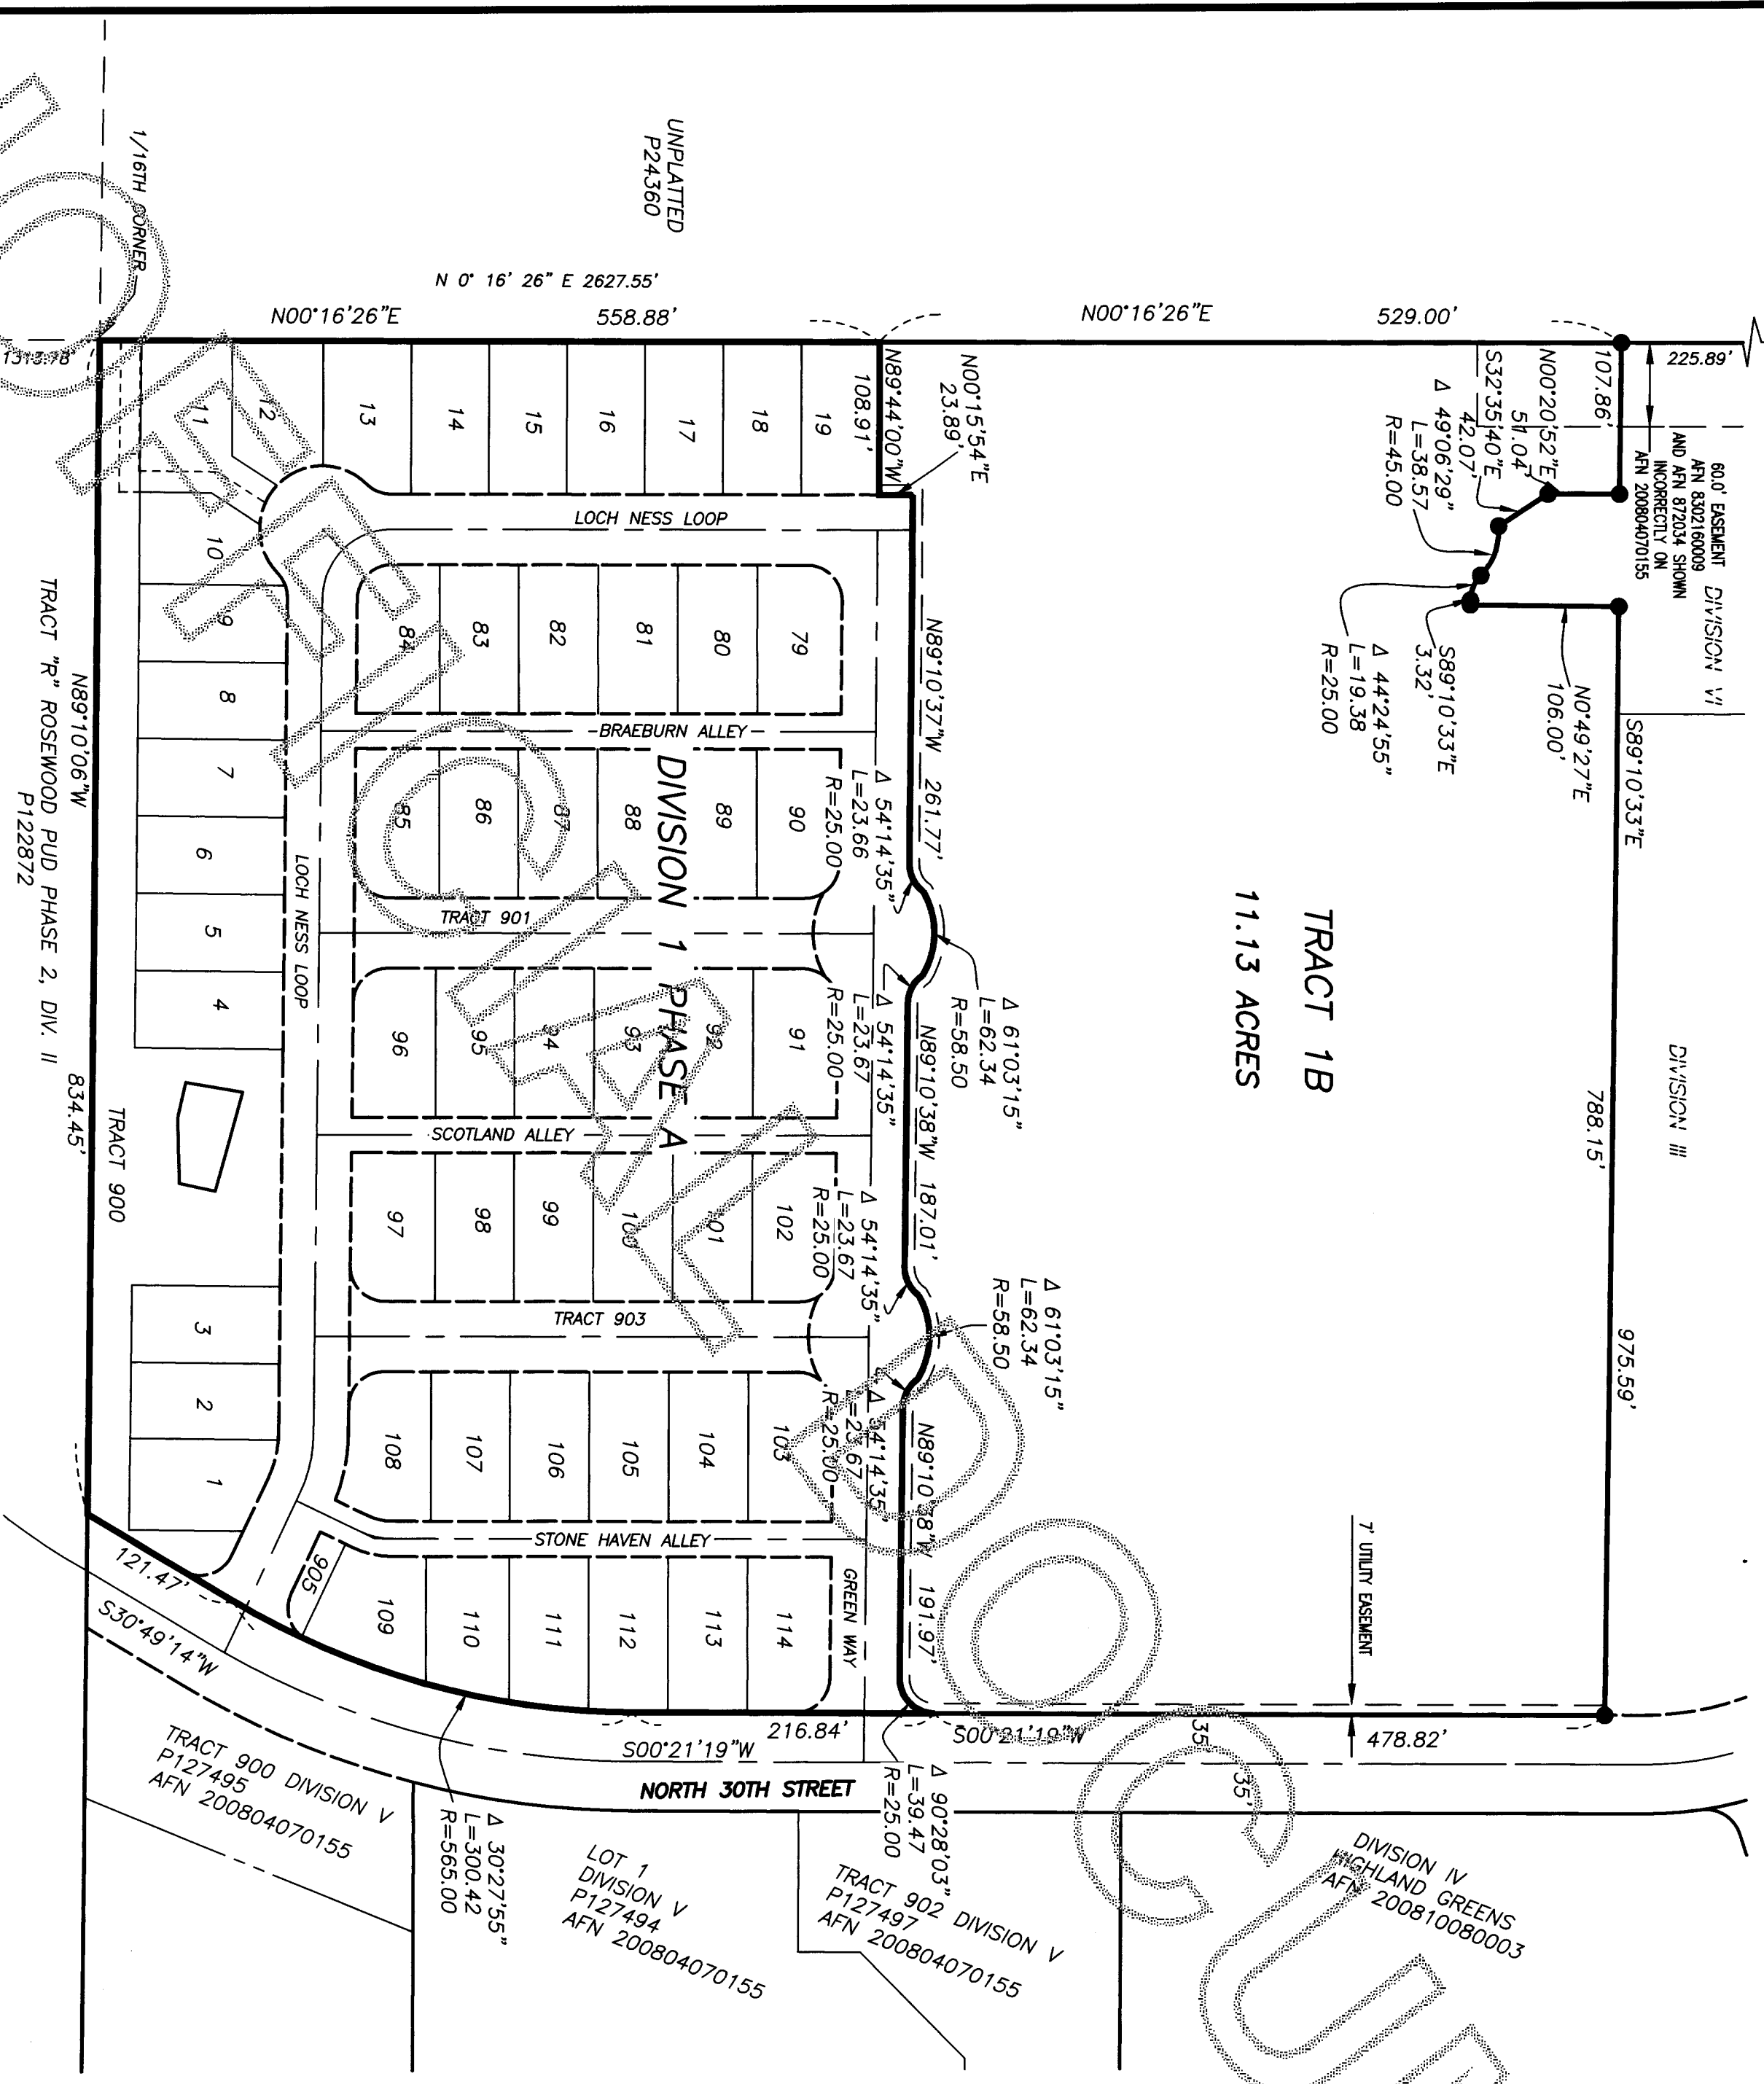 UNPLATTED
P24360
1/16TH CORNER
N 0° 16' 26" E 2627.55'
N00°16'26"E
558.88'
N00°16'26"E
529.00'
1313.78'
225.89'
107.86'
N00°20'52"E
51.04'
S32°35'40"E
42.07'
Δ 49°06'29"
L=38.57
R=45.00
60.0' EASEMENT
AFN 8302160009
AND AFN 872034 SHOWN
INCORRECTLY ON
AFN 200804070155
DIVISION VI
N0°49'27"E
106.00'
S89°10'33"E
3.32'
Δ 44°24'55"
L=19.38
R=25.00
S89°10'33"E
788.15'
975.59'
DIVISION III
TRACT 1B
11.13 ACRES
N00°15'54"E
23.89'
N89°44'00"W
108.91'
19
18
17
16
15
14
13
12
11
10
9
8
7
6
5
4
3
2
1
LOCH NESS LOOP
N89°10'37"W 261.77'
79
80
81
82
83
84
BRAEBURN ALLEY
90
89
88
87
86
85
DIVISION 1 PHASE A
Δ 54°14'35"
L=23.66
R=25.00
TRACT 901
Δ 61°03'15"
L=62.34
R=58.50
Δ 54°14'35"
L=23.67
R=25.00
N89°10'38"W 187.01'
91
92
93
94
95
96
SCOTLAND ALLEY
LOCH NESS LOOP
102
101
100
99
98
97
Δ 54°14'35"
L=23.67
R=25.00
TRACT 903
Δ 61°03'15"
L=62.34
R=58.50
Δ 54°14'35"
L=23.67
R=25.00
N89°10'38"W 191.97'
103
104
105
106
107
108
STONE HAVEN ALLEY
GREEN WAY
114
113
112
111
110
109
905
7' UTILITY EASEMENT
TRACT "R" ROSEWOOD PUD PHASE 2, DIV. II
P122872
N89°10'06"W
834.45'
TRACT 900
121.47'
S30°49'14"W
216.84'
S00°21'19"W
S00°21'19"W
478.82'
35'
35'
NORTH 30TH STREET
Δ 90°28'03"
L=39.47
R=25.00
Δ 30°27'55"
L=300.42
R=565.00
TRACT 900 DIVISION V
P127495
AFN 200804070155
LOT 1
DIVISION V
P127494
AFN 200804070155
TRACT 902 DIVISION V
P127497
AFN 200804070155
DIVISION IV
HIGHLAND GREENS
AFN 200810080003